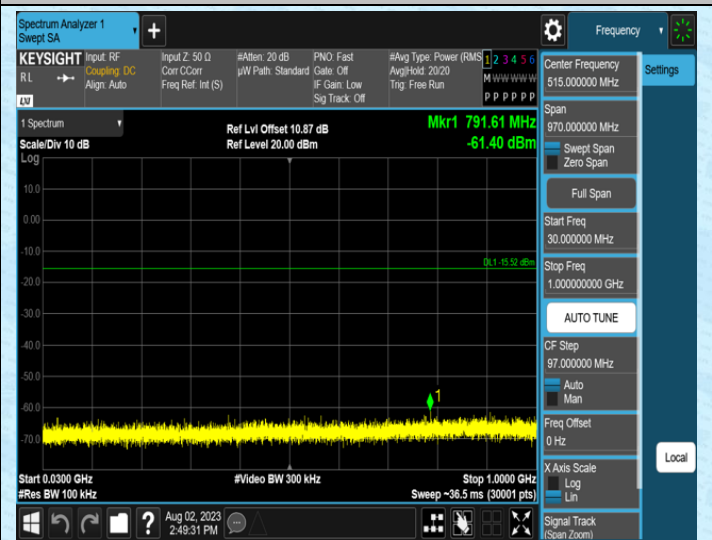 Spectrum Analyzer 1
Swept SA
+
Frequency
KEYSIGHT
RL
LXI
Input: RF
Coupling: DC
Align: Auto
Input Z: 50 Ω
Corr CCorr
Freq Ref: Int (S)
#Atten: 20 dB
µW Path: Standard
PNO: Fast
Gate: Off
IF Gain: Low
Sig Track: Off
#Avg Type: Power (RMS
Avg|Hold: 20/20
Trig: Free Run
1 2 3 4 5 6
M W W W W W
P P P P P P
1 Spectrum
Scale/Div 10 dB
Log
Ref Lvl Offset 10.87 dB
Ref Level 20.00 dBm
Mkr1 791.61 MHz
-61.40 dBm
10.0
0.00
-10.0
-20.0
-30.0
-40.0
-50.0
-60.0
-70.0
DL1 -15.52 dBm
1
Start 0.0300 GHz
#Res BW 100 kHz
#Video BW 300 kHz
Stop 1.0000 GHz
Sweep ~36.5 ms (30001 pts)
?
Aug 02, 2023
2:49:31 PM
Center Frequency
515.000000 MHz
Span
970.000000 MHz
Swept Span
Zero Span
Full Span
Start Freq
30.000000 MHz
Stop Freq
1.000000000 GHz
AUTO TUNE
CF Step
97.000000 MHz
Auto
Man
Freq Offset
0 Hz
X Axis Scale
Log
Lin
Signal Track
(Span Zoom)
Settings
Local